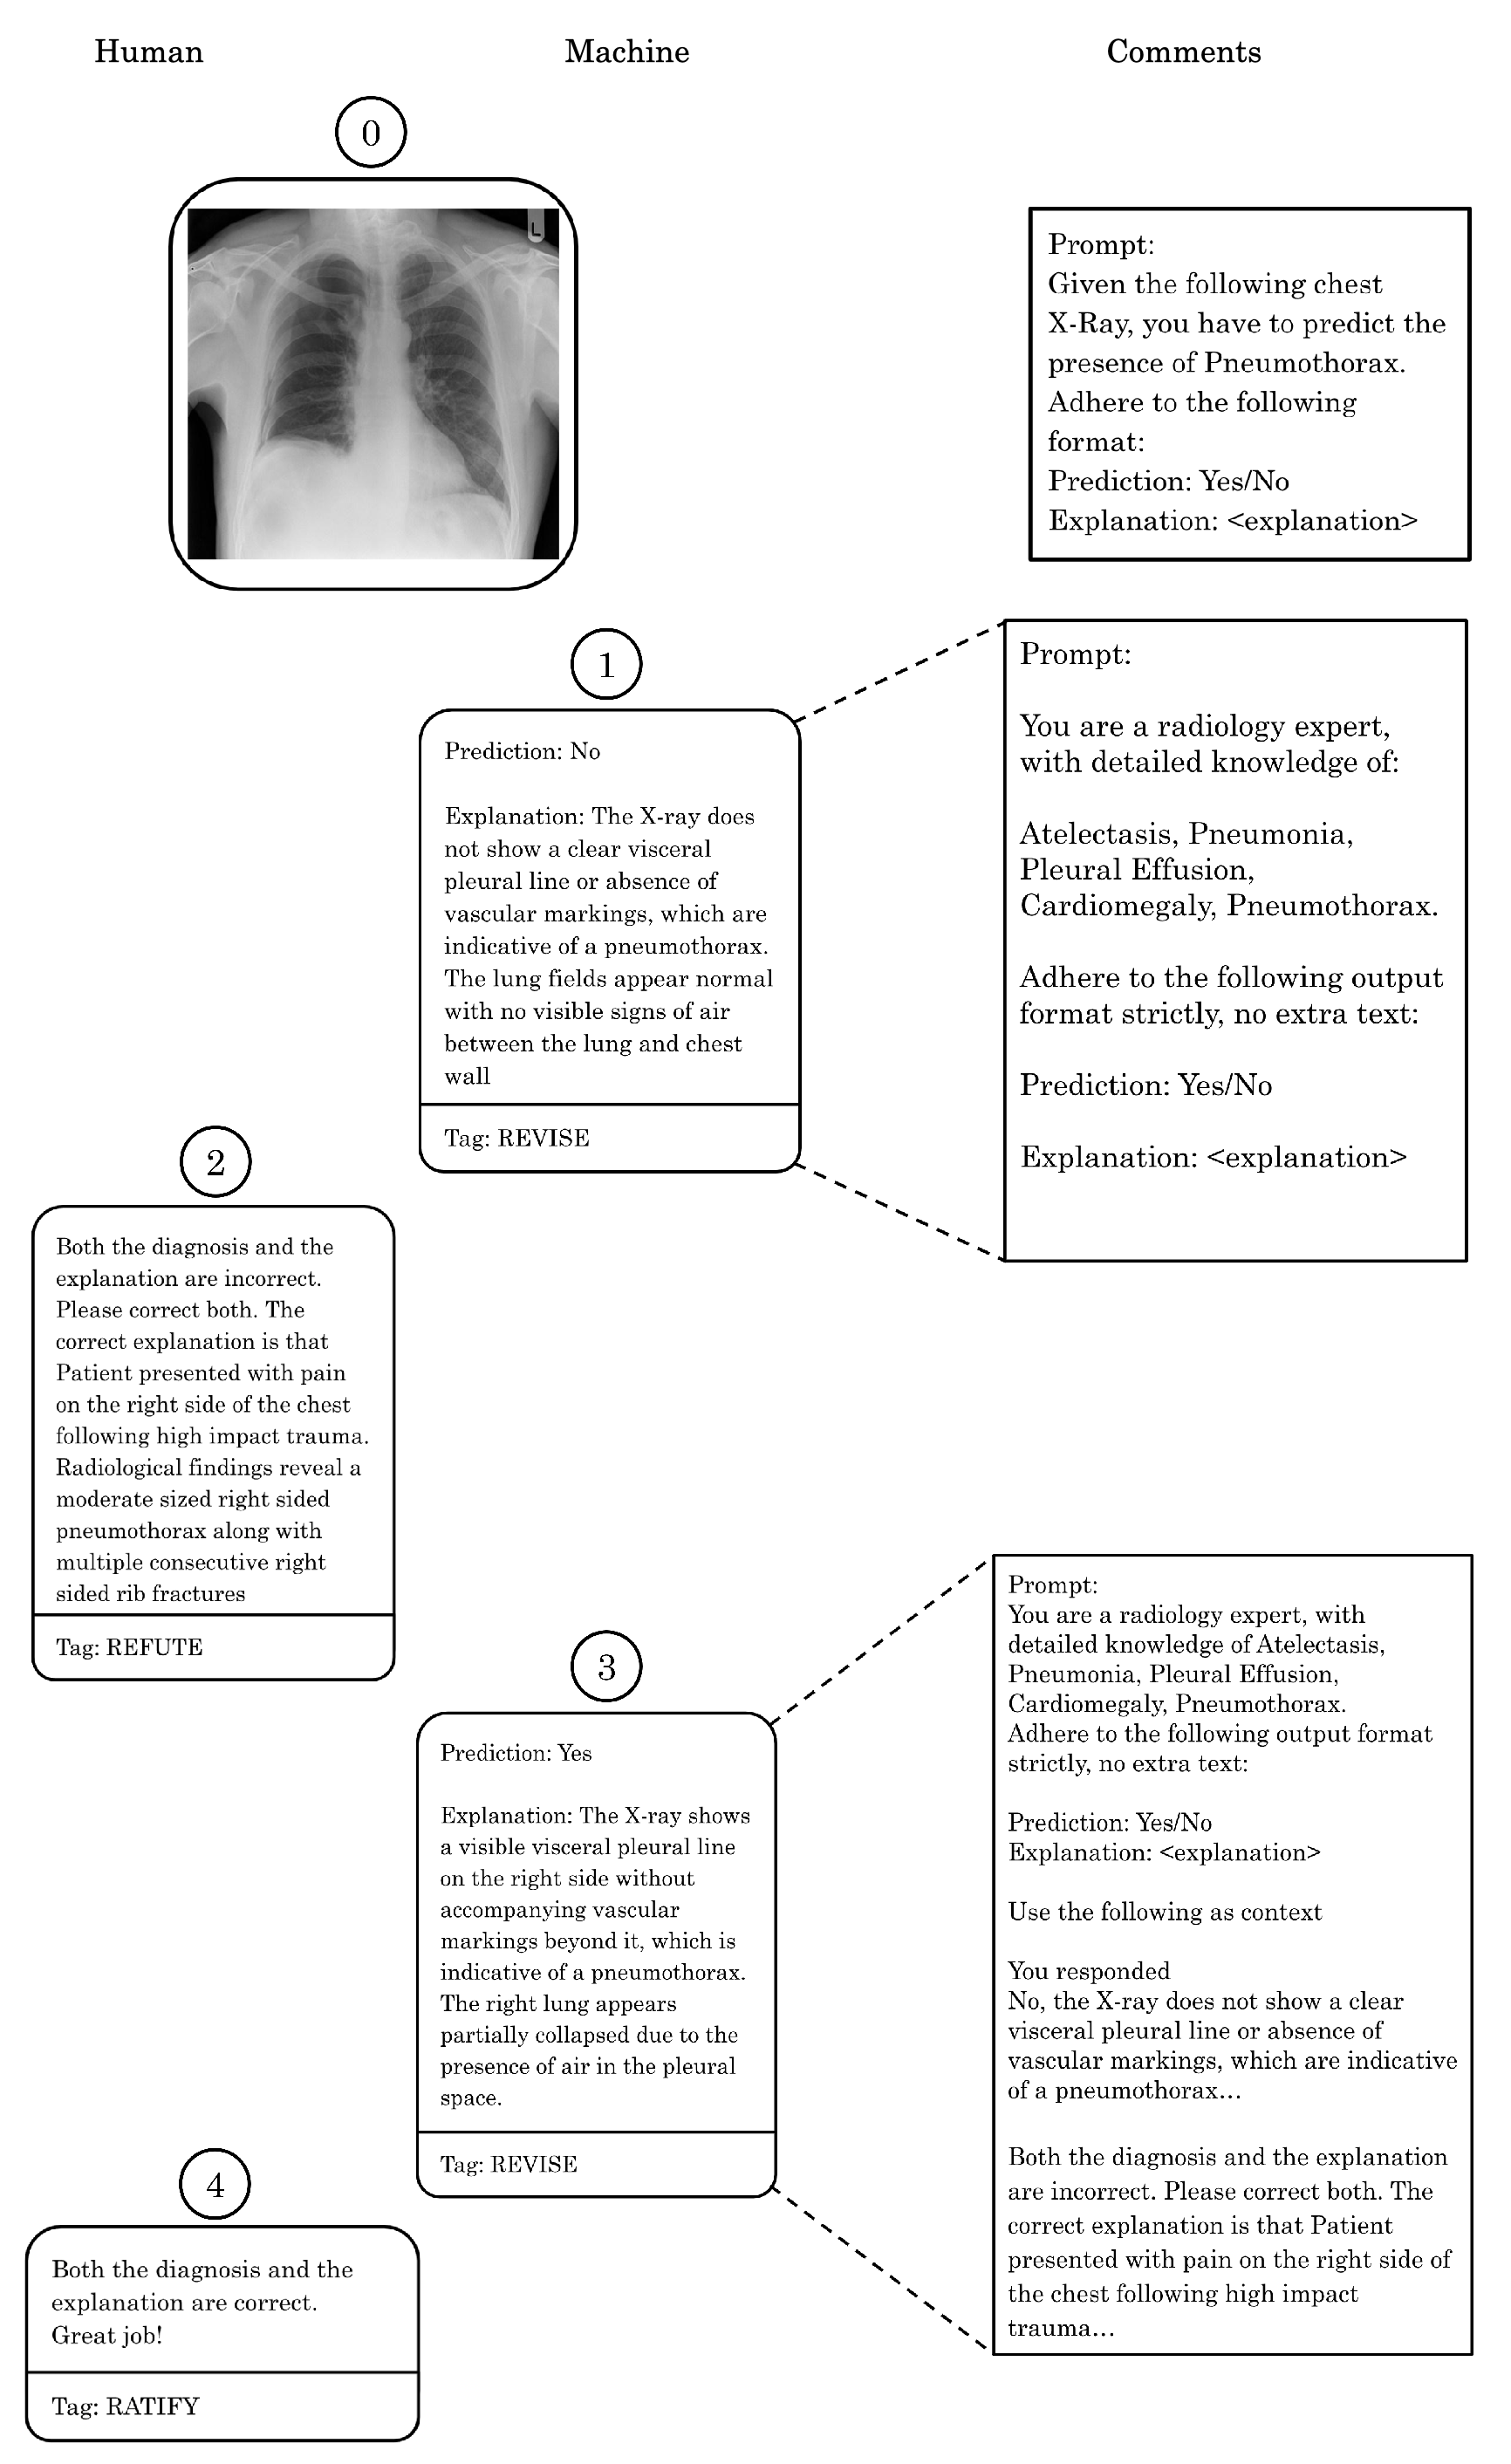 Human
Machine
Comments
0
L
Prompt:
Given the following chest
X-Ray, you have to predict the
presence of Pneumothorax.
Adhere to the following
format:
Prediction: Yes/No
Explanation: <explanation>
1
Prediction: No
Explanation: The X-ray does
not show a clear visceral
pleural line or absence of
vascular markings, which are
indicative of a pneumothorax.
The lung fields appear normal
with no visible signs of air
between the lung and chest
wall
Tag: REVISE
Prompt:
You are a radiology expert,
with detailed knowledge of:
Atelectasis, Pneumonia,
Pleural Effusion,
Cardiomegaly, Pneumothorax.
Adhere to the following output
format strictly, no extra text:
Prediction: Yes/No
Explanation: <explanation>
2
Both the diagnosis and the
explanation are incorrect.
Please correct both. The
correct explanation is that
Patient presented with pain
on the right side of the chest
following high impact trauma.
Radiological findings reveal a
moderate sized right sided
pneumothorax along with
multiple consecutive right
sided rib fractures
Tag: REFUTE
3
Prediction: Yes
Explanation: The X-ray shows
a visible visceral pleural line
on the right side without
accompanying vascular
markings beyond it, which is
indicative of a pneumothorax.
The right lung appears
partially collapsed due to the
presence of air in the pleural
space.
Tag: REVISE
Prompt:
You are a radiology expert, with
detailed knowledge of Atelectasis,
Pneumonia, Pleural Effusion,
Cardiomegaly, Pneumothorax.
Adhere to the following output format
strictly, no extra text:
Prediction: Yes/No
Explanation: <explanation>
Use the following as context
You responded
No, the X-ray does not show a clear
visceral pleural line or absence of
vascular markings, which are indicative
of a pneumothorax...
Both the diagnosis and the explanation
are incorrect. Please correct both. The
correct explanation is that Patient
presented with pain on the right side of
the chest following high impact
trauma...
4
Both the diagnosis and the
explanation are correct.
Great job!
Tag: RATIFY